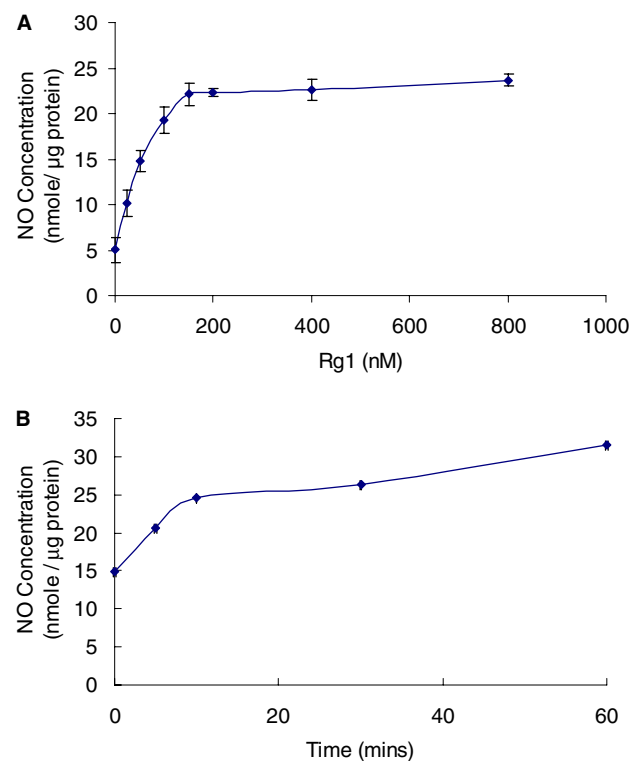 A
NO Concentration
(nmole/ µg protein)
30
25
20
15
10
5
0
0 200 400 600 800 1000
Rg1 (nM)
B
NO Concentration
(nmole / µg protein)
35
30
25
20
15
10
5
0
0 20 40 60
Time (mins)